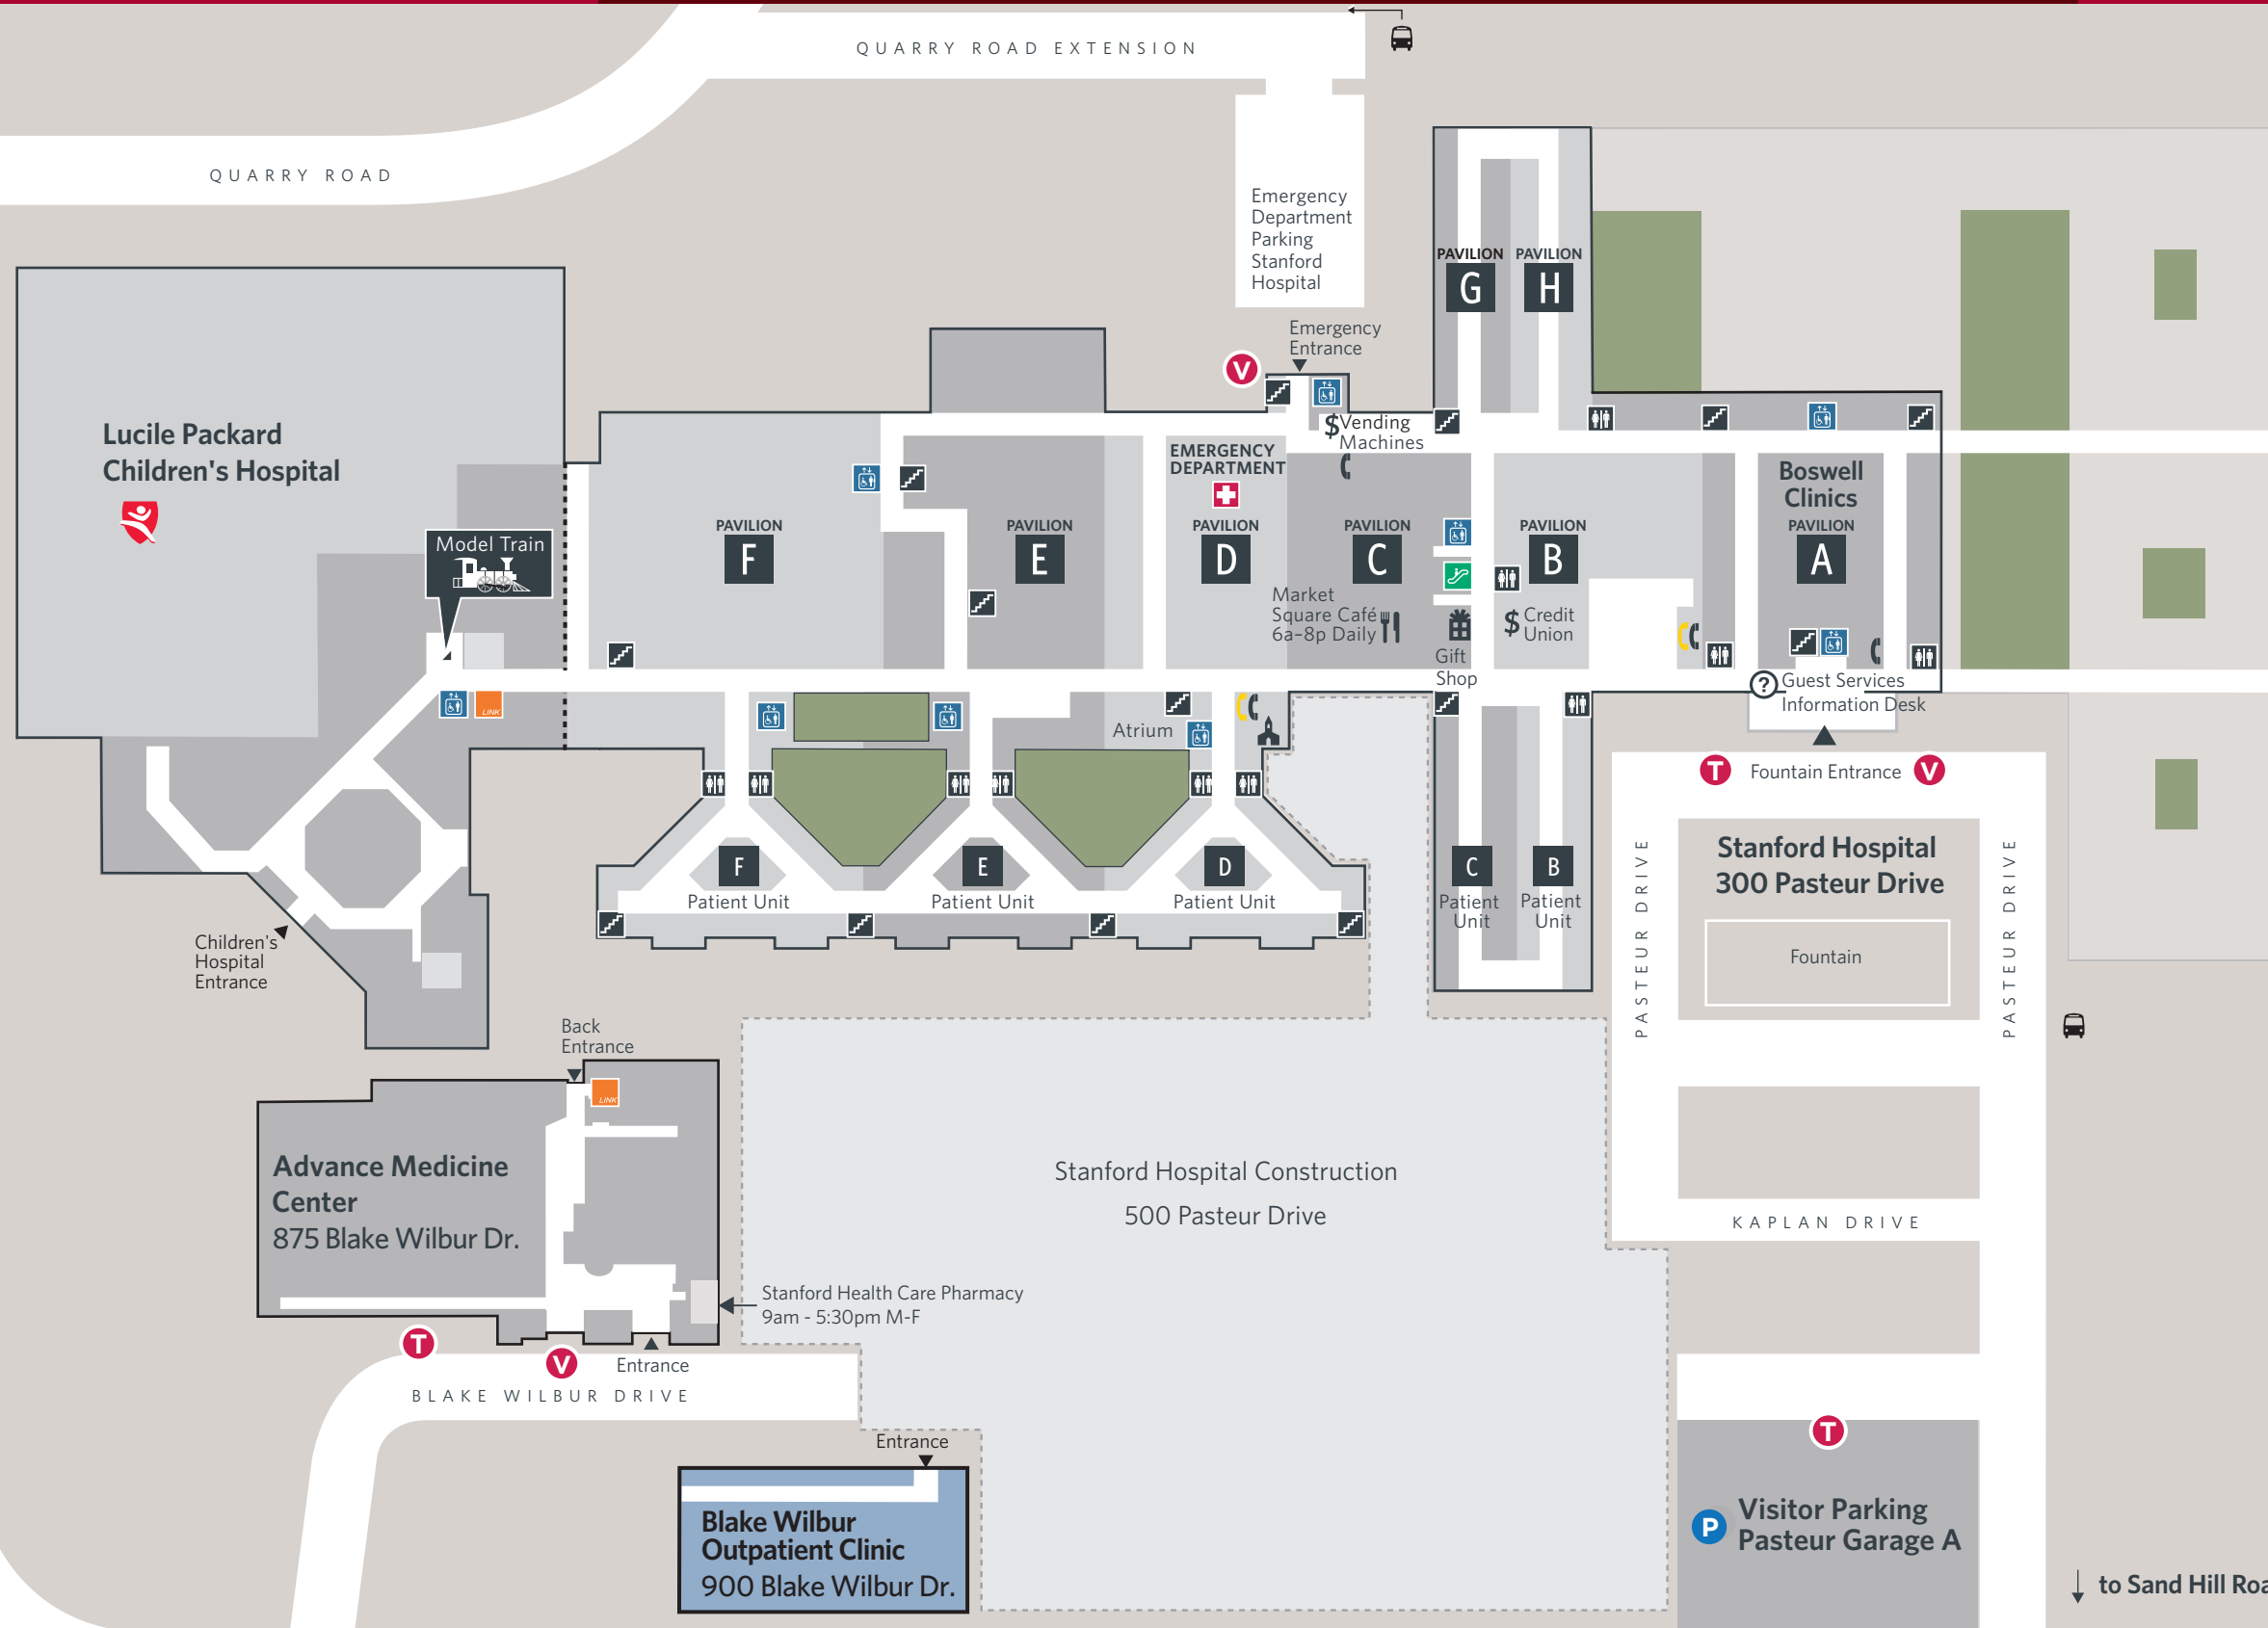 QUARRY ROAD EXTENSION
QUARRY ROAD
Emergency
Department
Parking
Stanford
Hospital
PAVILION
G
PAVILION
H
Emergency
Entrance
V
$Vending
Machines
Lucile Packard
Children's Hospital
Model Train
EMERGENCY
DEPARTMENT
Boswell
Clinics
PAVILION
F
PAVILION
E
PAVILION
D
PAVILION
C
PAVILION
B
PAVILION
A
Market
Square Café
6a–8p Daily
$ Credit
Union
Gift
Shop
LINK
? Guest Services
Information Desk
Atrium
T
Fountain Entrance
V
F
Patient Unit
E
Patient Unit
D
Patient Unit
C
Patient
Unit
B
Patient
Unit
PASTEUR DRIVE
Stanford Hospital
300 Pasteur Drive
Fountain
PASTEUR DRIVE
Children's
Hospital
Entrance
Back
Entrance
LINK
Advance Medicine
Center
875 Blake Wilbur Dr.
Stanford Hospital Construction
500 Pasteur Drive
KAPLAN DRIVE
Stanford Health Care Pharmacy
9am - 5:30pm M-F
T
V
Entrance
BLAKE WILBUR DRIVE
Entrance
Blake Wilbur
Outpatient Clinic
900 Blake Wilbur Dr.
T
P
Visitor Parking
Pasteur Garage A
to Sand Hill Roa